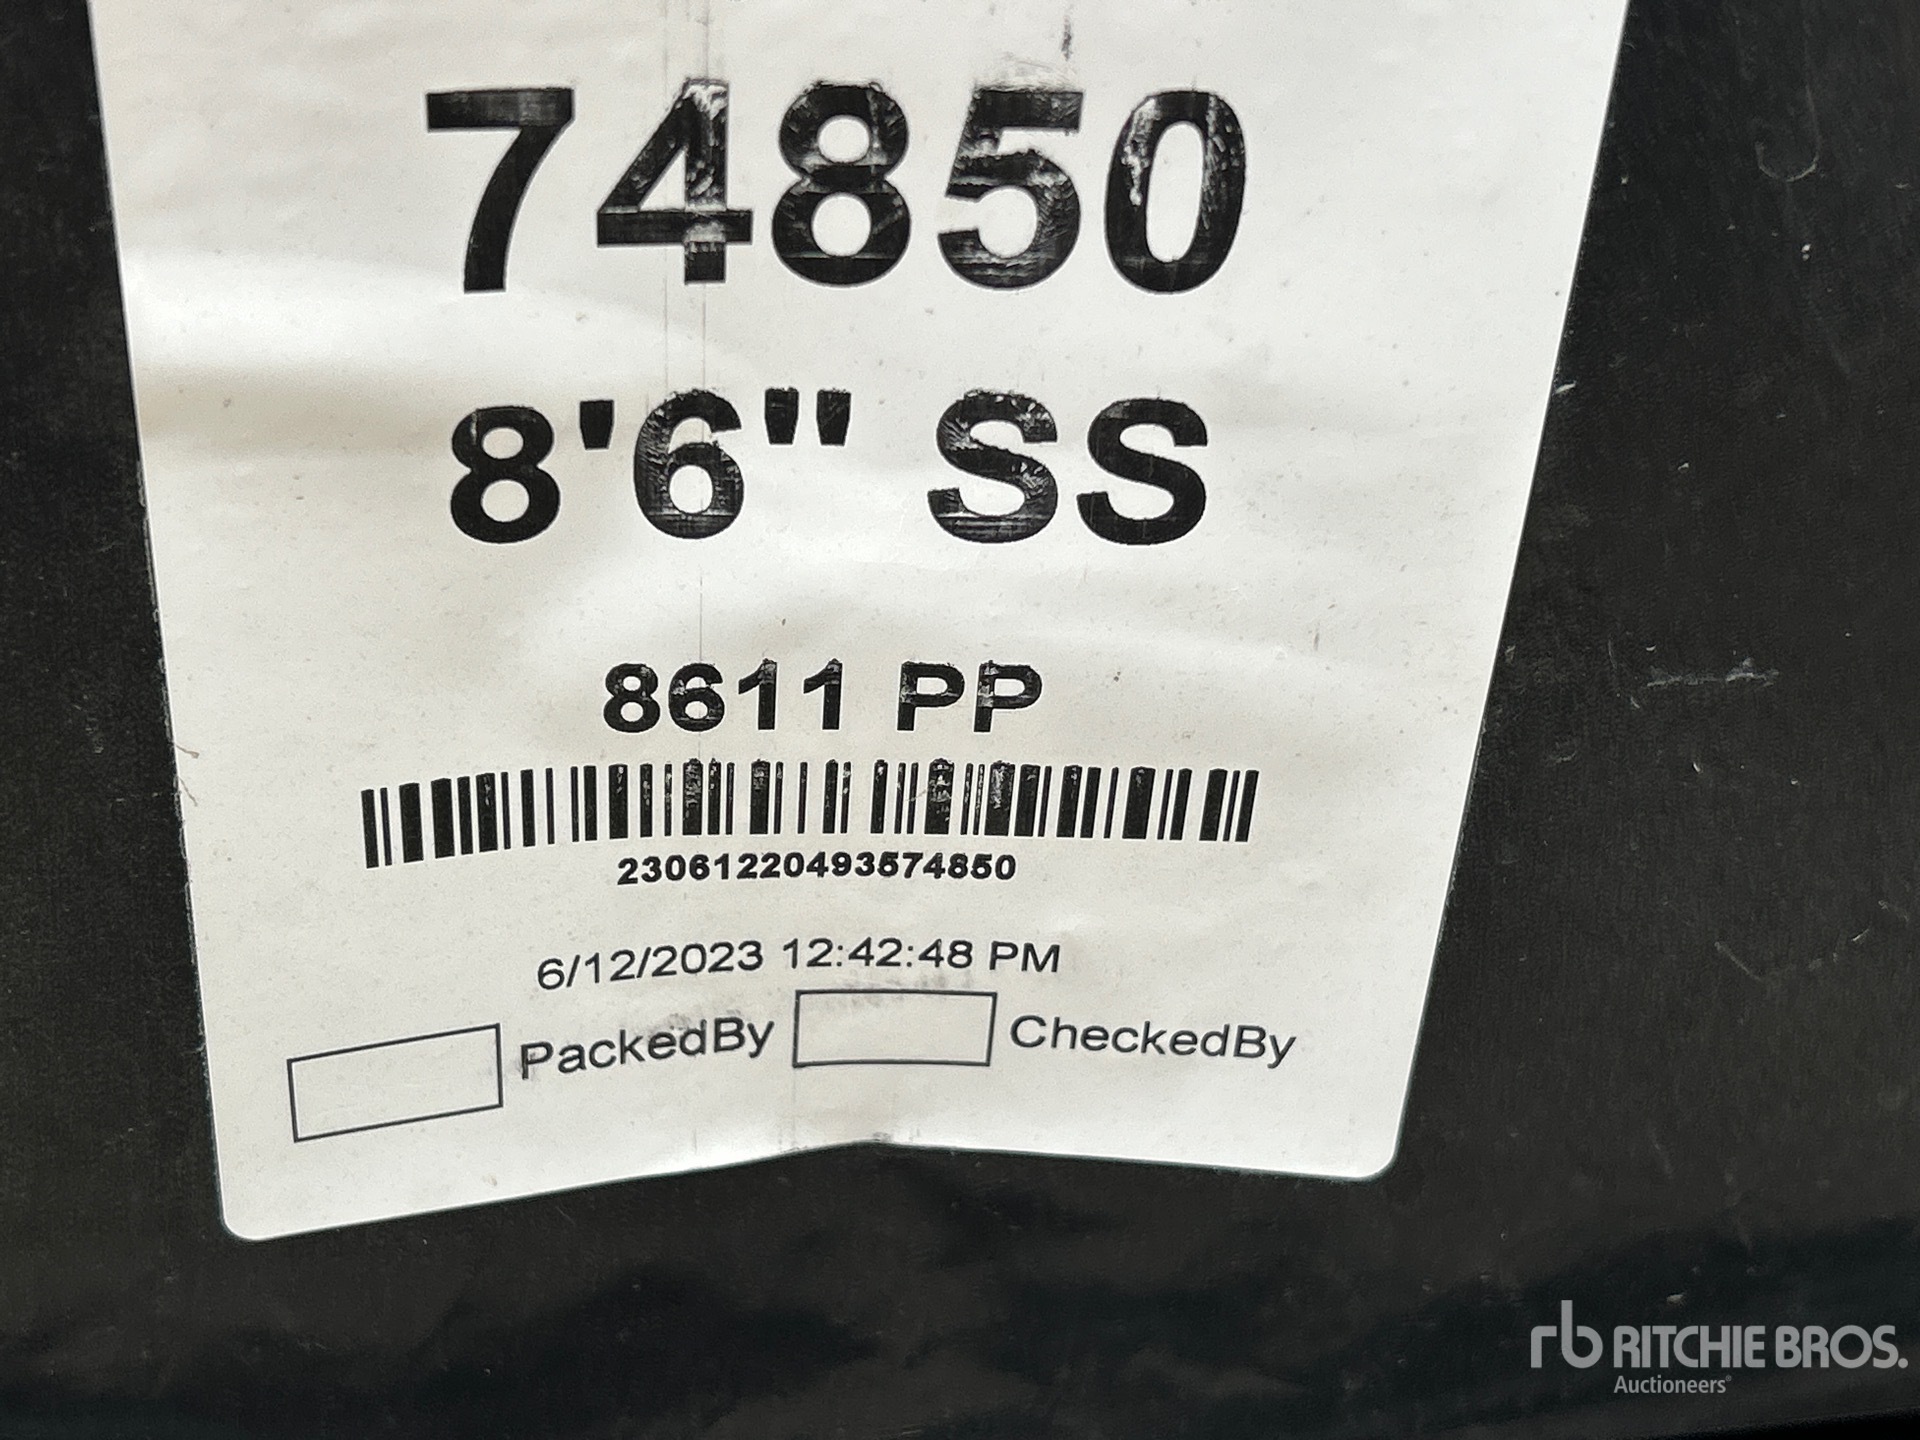 74850
8'6" SS
8611 PP
23061220493574850
6/12/2023 12:42:48 PM
PackedBy
CheckedBy
rb RITCHIE BROS.
Auctioneers